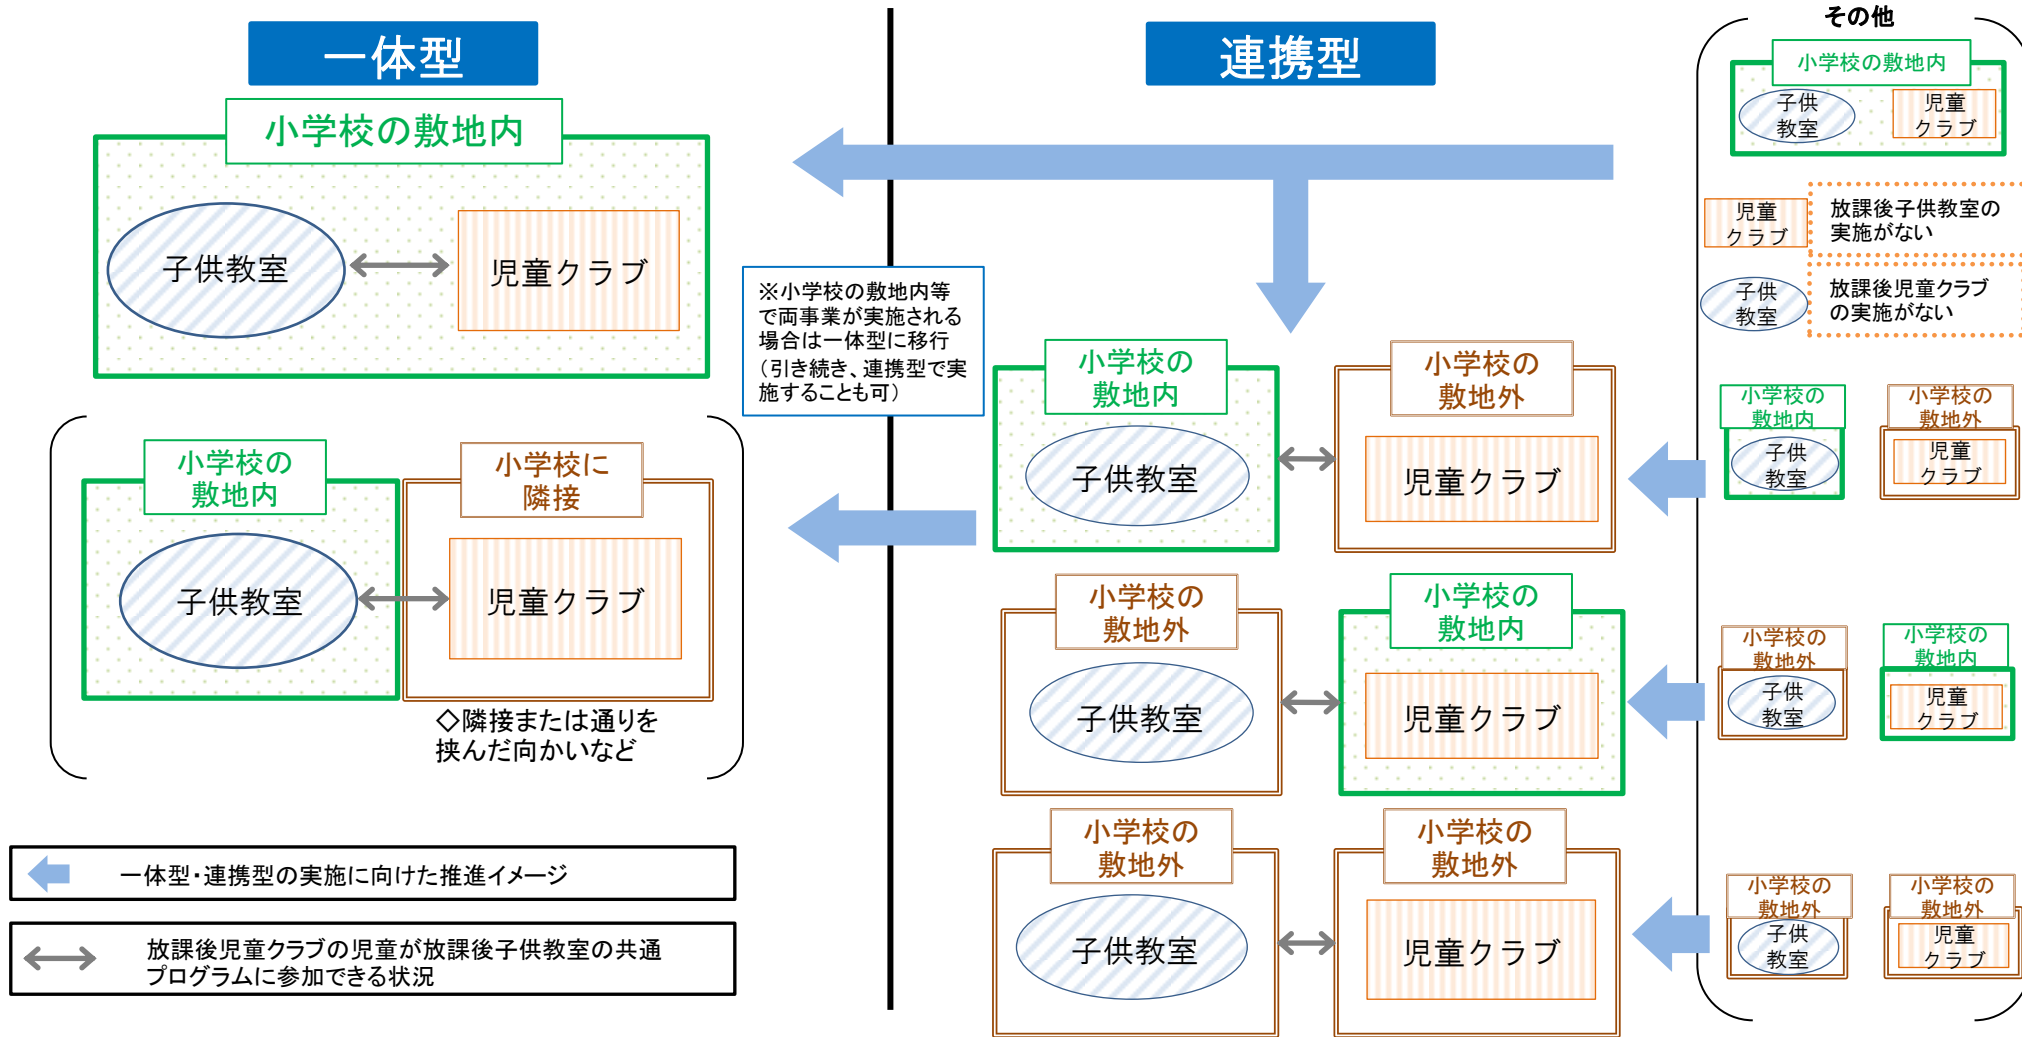 一体型
小学校の敷地内
子供教室
児童クラブ
小学校の
敷地内
子供教室
小学校に
隣接
児童クラブ
◇隣接または通りを
挟んだ向かいなど
一体型・連携型の実施に向けた推進イメージ
放課後児童クラブの児童が放課後子供教室の共通
プログラムに参加できる状況
※小学校の敷地内等
で両事業が実施される
場合は一体型に移行
（引き続き、連携型で実
施することも可）
連携型
小学校の
敷地内
子供教室
小学校の
敷地外
児童クラブ
小学校の
敷地外
子供教室
小学校の
敷地内
児童クラブ
小学校の
敷地外
子供教室
小学校の
敷地外
児童クラブ
その他
小学校の敷地内
子供
教室
児童
クラブ
児童
クラブ
放課後子供教室の
実施がない
子供
教室
放課後児童クラブ
の実施がない
小学校の
敷地内
子供
教室
小学校の
敷地外
児童
クラブ
小学校の
敷地外
子供
教室
小学校の
敷地内
児童
クラブ
小学校の
敷地外
子供
教室
小学校の
敷地外
児童
クラブ